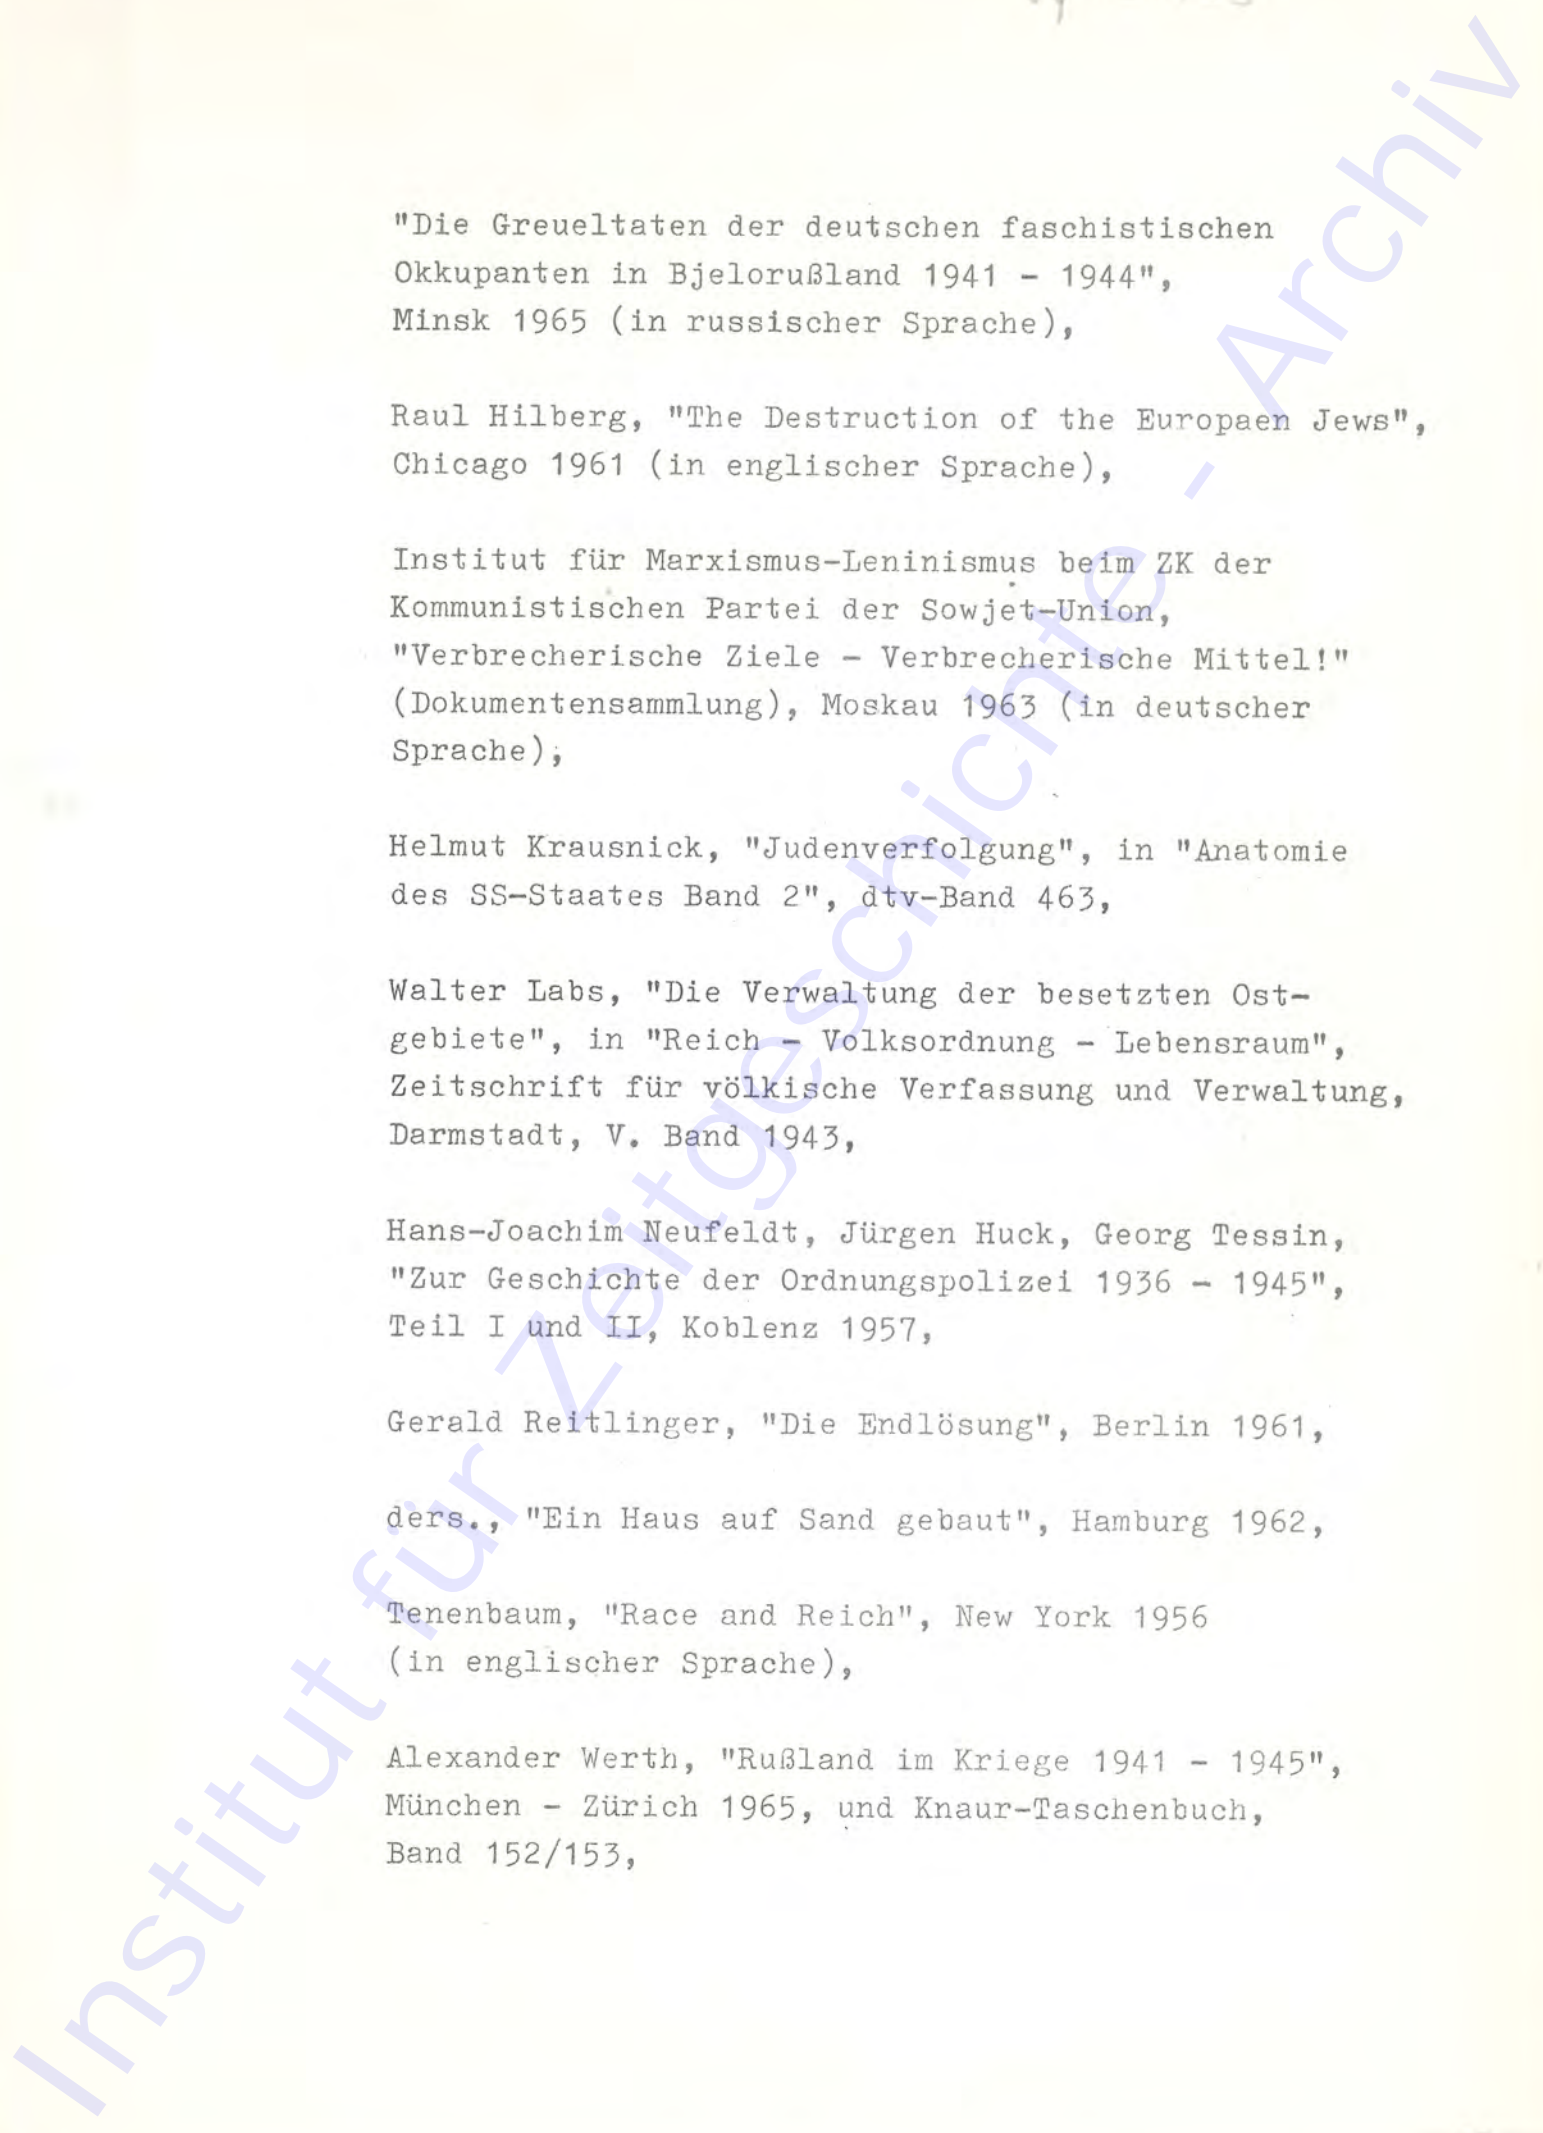 "Die Greueltaten der deutschen faschistischen
Okkupanten in Bjelorußland 1941 - 1944",
Minsk 1965 (in russischer Sprache),
Raul Hilberg, "The Destruction of the Europaen Jews",
Chicago 1961 (in englischer Sprache),
Institut für Marxismus-Leninismus beim ZK der
Kommunistischen Partei der Sowjet-Union,
"Verbrecherische Ziele - Verbrecherische Mittel!"
(Dokumentensammlung), Moskau 1963 (in deutscher
Sprache),
Helmut Krausnick, "Judenverfolgung", in "Anatomie
des SS-Staates Band 2", dtv-Band 463,
Walter Labs, "Die Verwaltung der besetzten Ost-
gebiete", in "Reich - Volksordnung - Lebensraum",
Zeitschrift für völkische Verfassung und Verwaltung,
Darmstadt, V. Band 1943,
Hans-Joachim Neufeldt, Jürgen Huck, Georg Tessin,
"Zur Geschichte der Ordnungspolizei 1936 - 1945",
Teil I und II, Koblenz 1957,
Gerald Reitlinger, "Die Endlösung", Berlin 1961,
ders., "Ein Haus auf Sand gebaut", Hamburg 1962,
Tenenbaum, "Race and Reich", New York 1956
(in englischer Sprache),
Alexander Werth, "Rußland im Kriege 1941 - 1945",
München - Zürich 1965, und Knaur-Taschenbuch,
Band 152/153,
Institut für Zeitgeschichte - Archiv